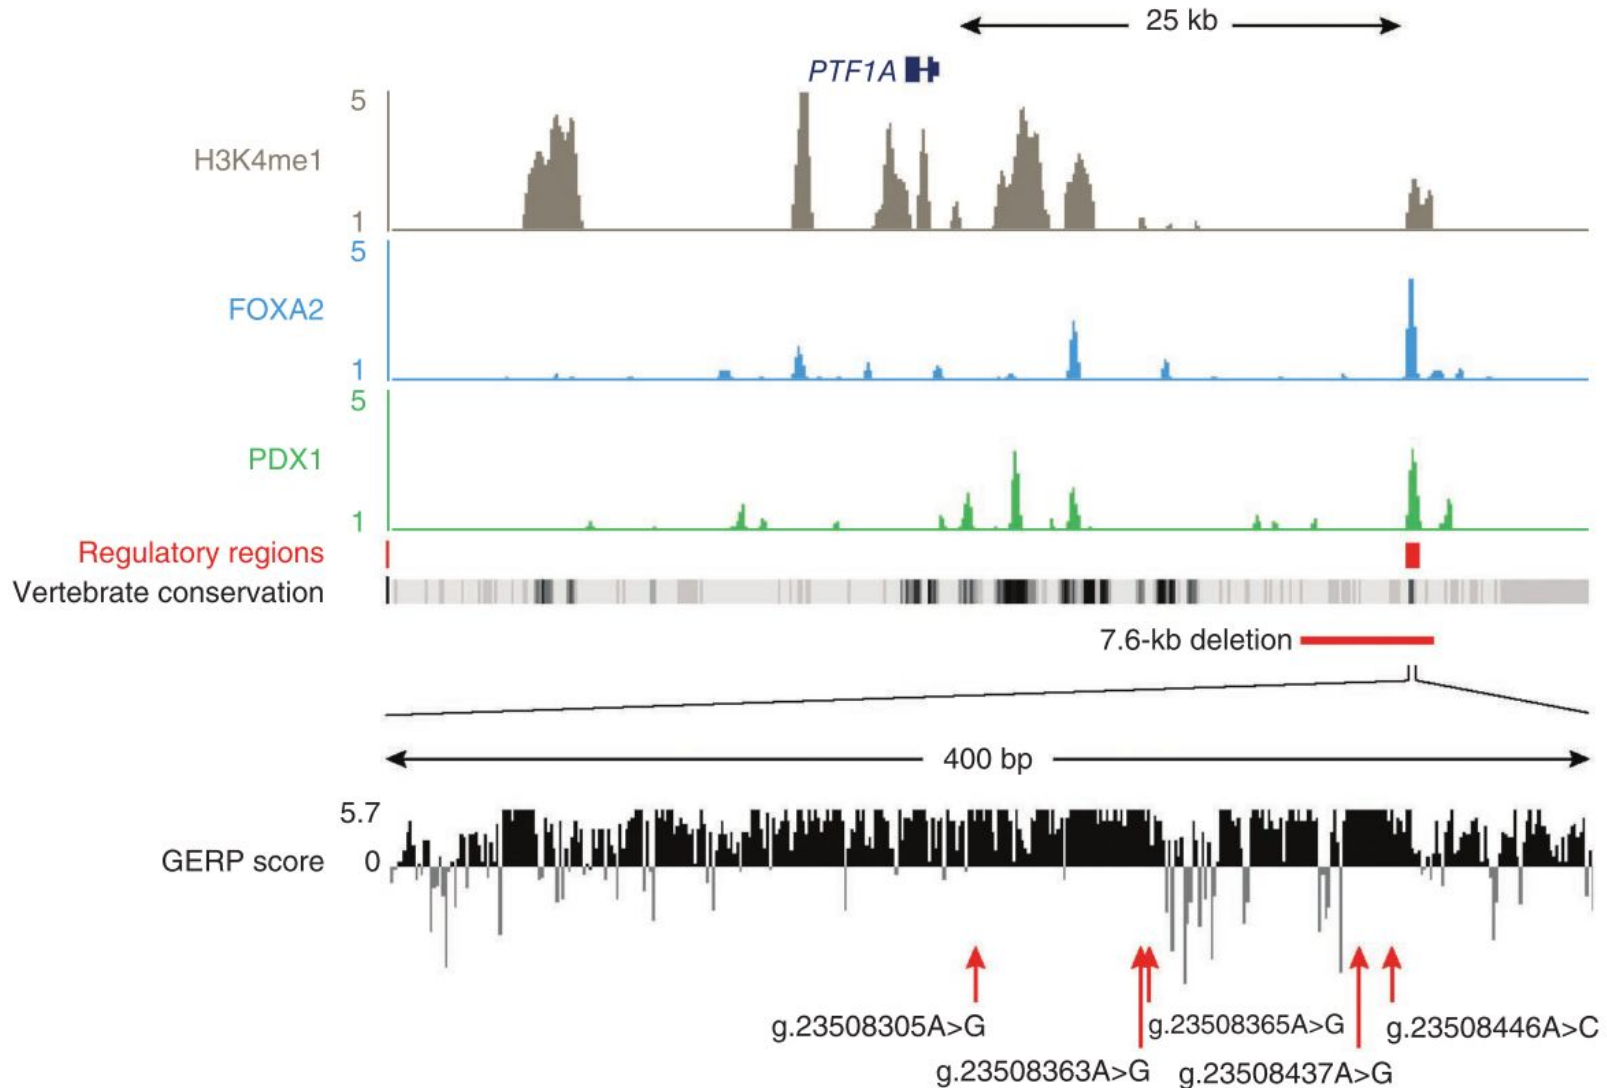 25 kb
PTF1A
5
H3K4me1
1
5
FOXA2
1
5
PDX1
1
Regulatory regions
Vertebrate conservation
7.6-kb deletion
400 bp
5.7
GERP score 0
g.23508305A>G g.23508365A>G g.23508446A>C
g.23508363A>G g.23508437A>G